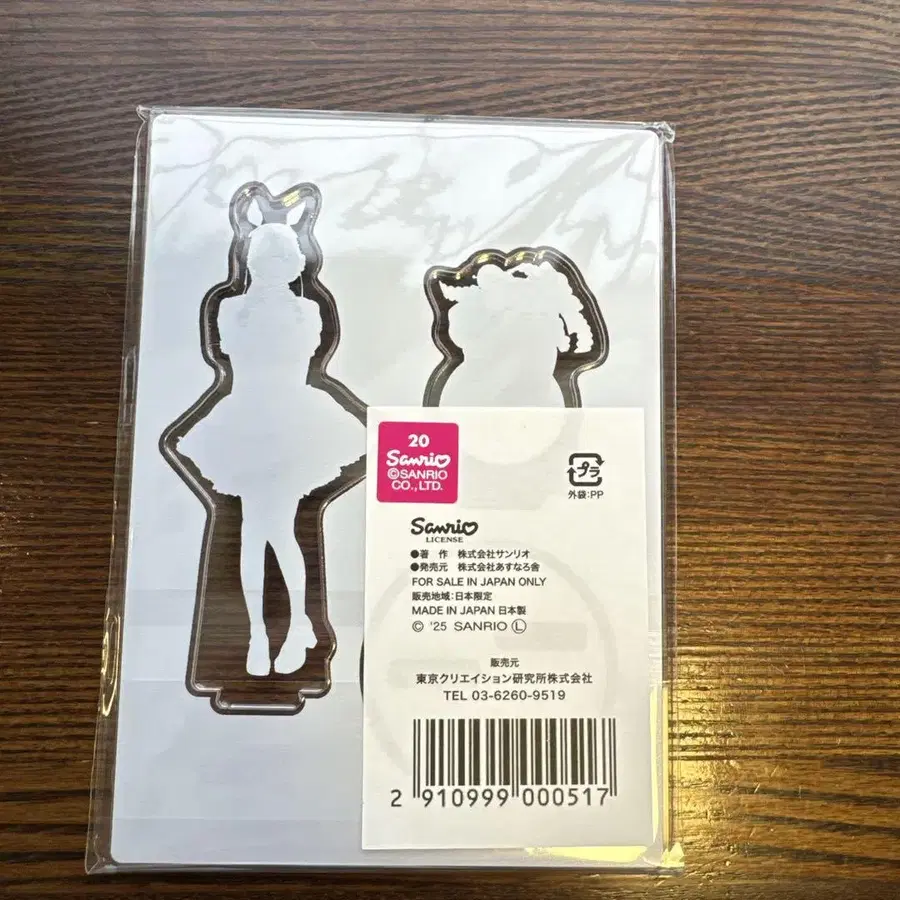 20
Sanrio
©SANRIO
CO., LTD.
プラ
外袋:PP
Sanrio
LICENSE
●著 作 株式会社サンリオ
●発売元 株式会社あすなろ舎
FOR SALE IN JAPAN ONLY
販売地域:日本限定
MADE IN JAPAN 日本製
© '25 SANRIO Ⓛ
販売元
東京クリエイション研究所株式会社
TEL 03-6260-9519
2 910999 000517